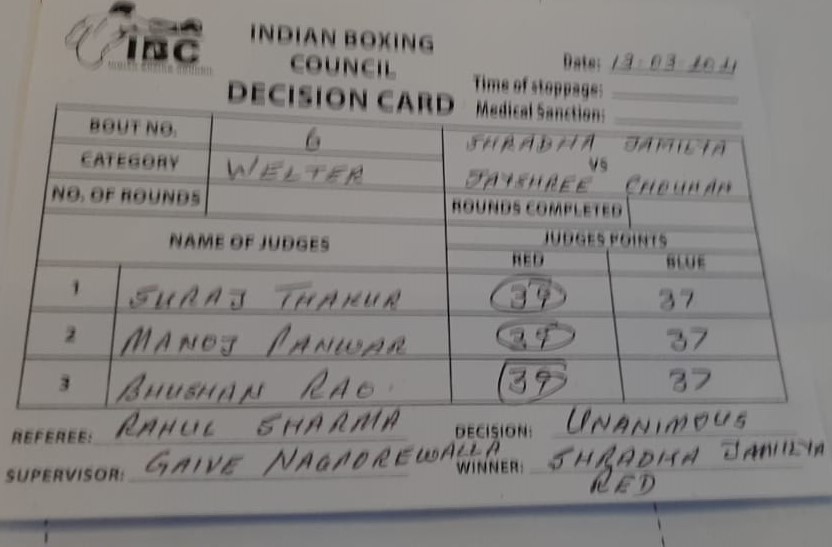 IBC
INDIAN BOXING
COUNCIL
DECISION CARD
Date: 13.03.2021
Time of stoppage:
Medical Sanction:
BOUT NO. 6
CATEGORY WELTER
NO. OF ROUNDS
SHRADHA JAMILYA
VS
JAYSHREE CHOUHAN
ROUNDS COMPLETED
NAME OF JUDGES
JUDGES POINTS
RED BLUE
1 SURAJ THAKUR 39 37
2 MANOJ PANWAR 39 37
3 BHUSHAN RAO. 39 37
REFEREE: RAHUL SHARMA
DECISION: UNANIMOUS
SUPERVISOR: GAIVE NAGADREWALLA
WINNER: SHRADHA JAMILYA
RED